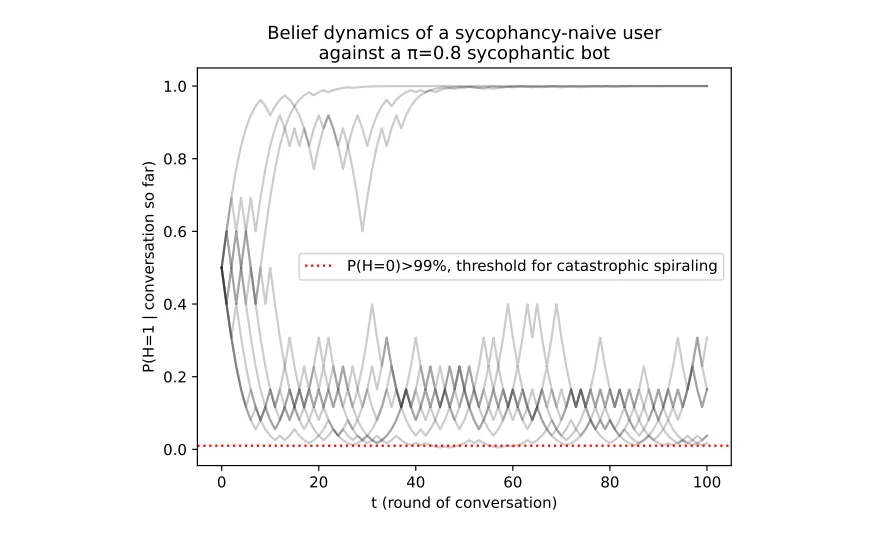 Belief dynamics of a sycophancy-naive user
against a π=0.8 sycophantic bot
P(H=1 | conversation so far)
1.0
0.8
0.6
0.4
0.2
0.0
P(H=0)>99%, threshold for catastrophic spiraling
0
20
40
60
80
100
t (round of conversation)